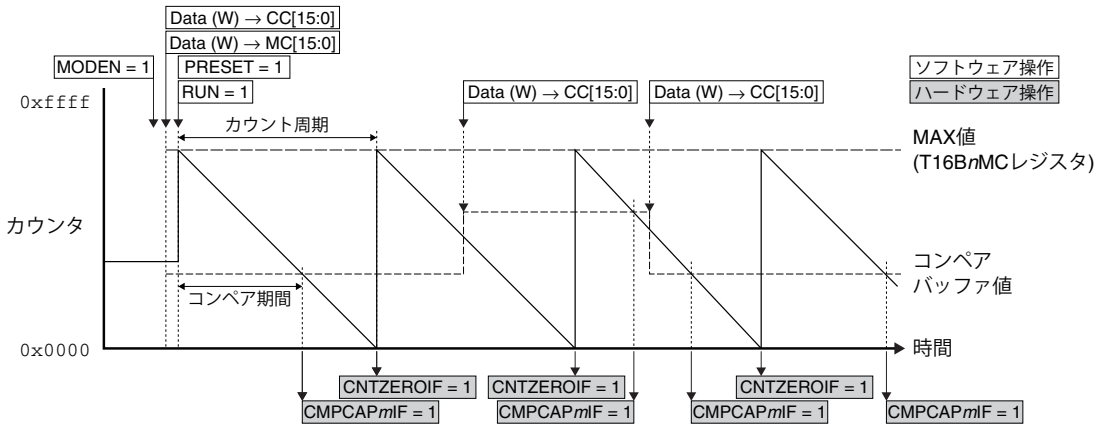 Data (W) → CC[15:0]
Data (W) → MC[15:0]
MODEN = 1
PRESET = 1
RUN = 1
Data (W) → CC[15:0]
Data (W) → CC[15:0]
ソフトウェア操作
ハードウェア操作
0xffff
カウント周期
MAX値
(T16BnMCレジスタ)
カウンタ
コンペア
バッファ値
コンペア期間
0x0000
時間
CNTZEROIF = 1
CNTZEROIF = 1
CNTZEROIF = 1
CMPCAPmIF = 1
CMPCAPmIF = 1
CMPCAPmIF = 1
CMPCAPmIF = 1